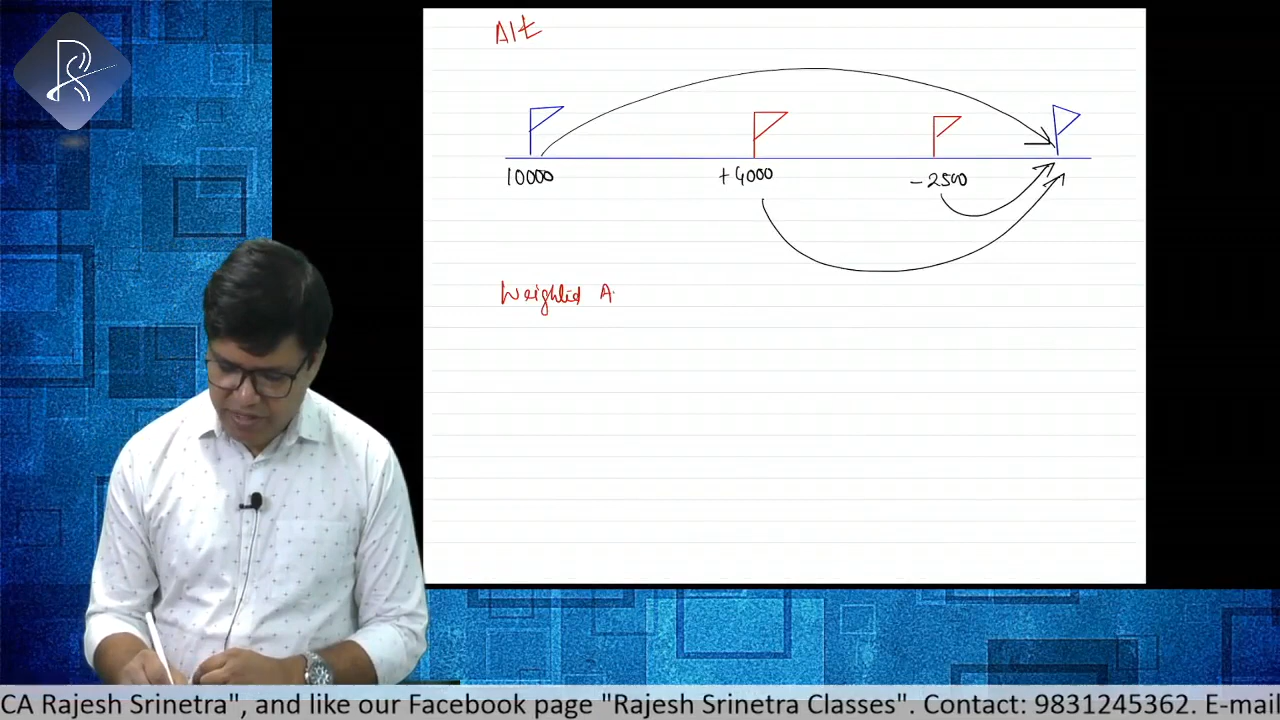 Alt
10000 +4000 -2500
Weighted A
CA Rajesh Srinetra", and like our Facebook page "Rajesh Srinetra Classes". Contact: 9831245362. E-mail